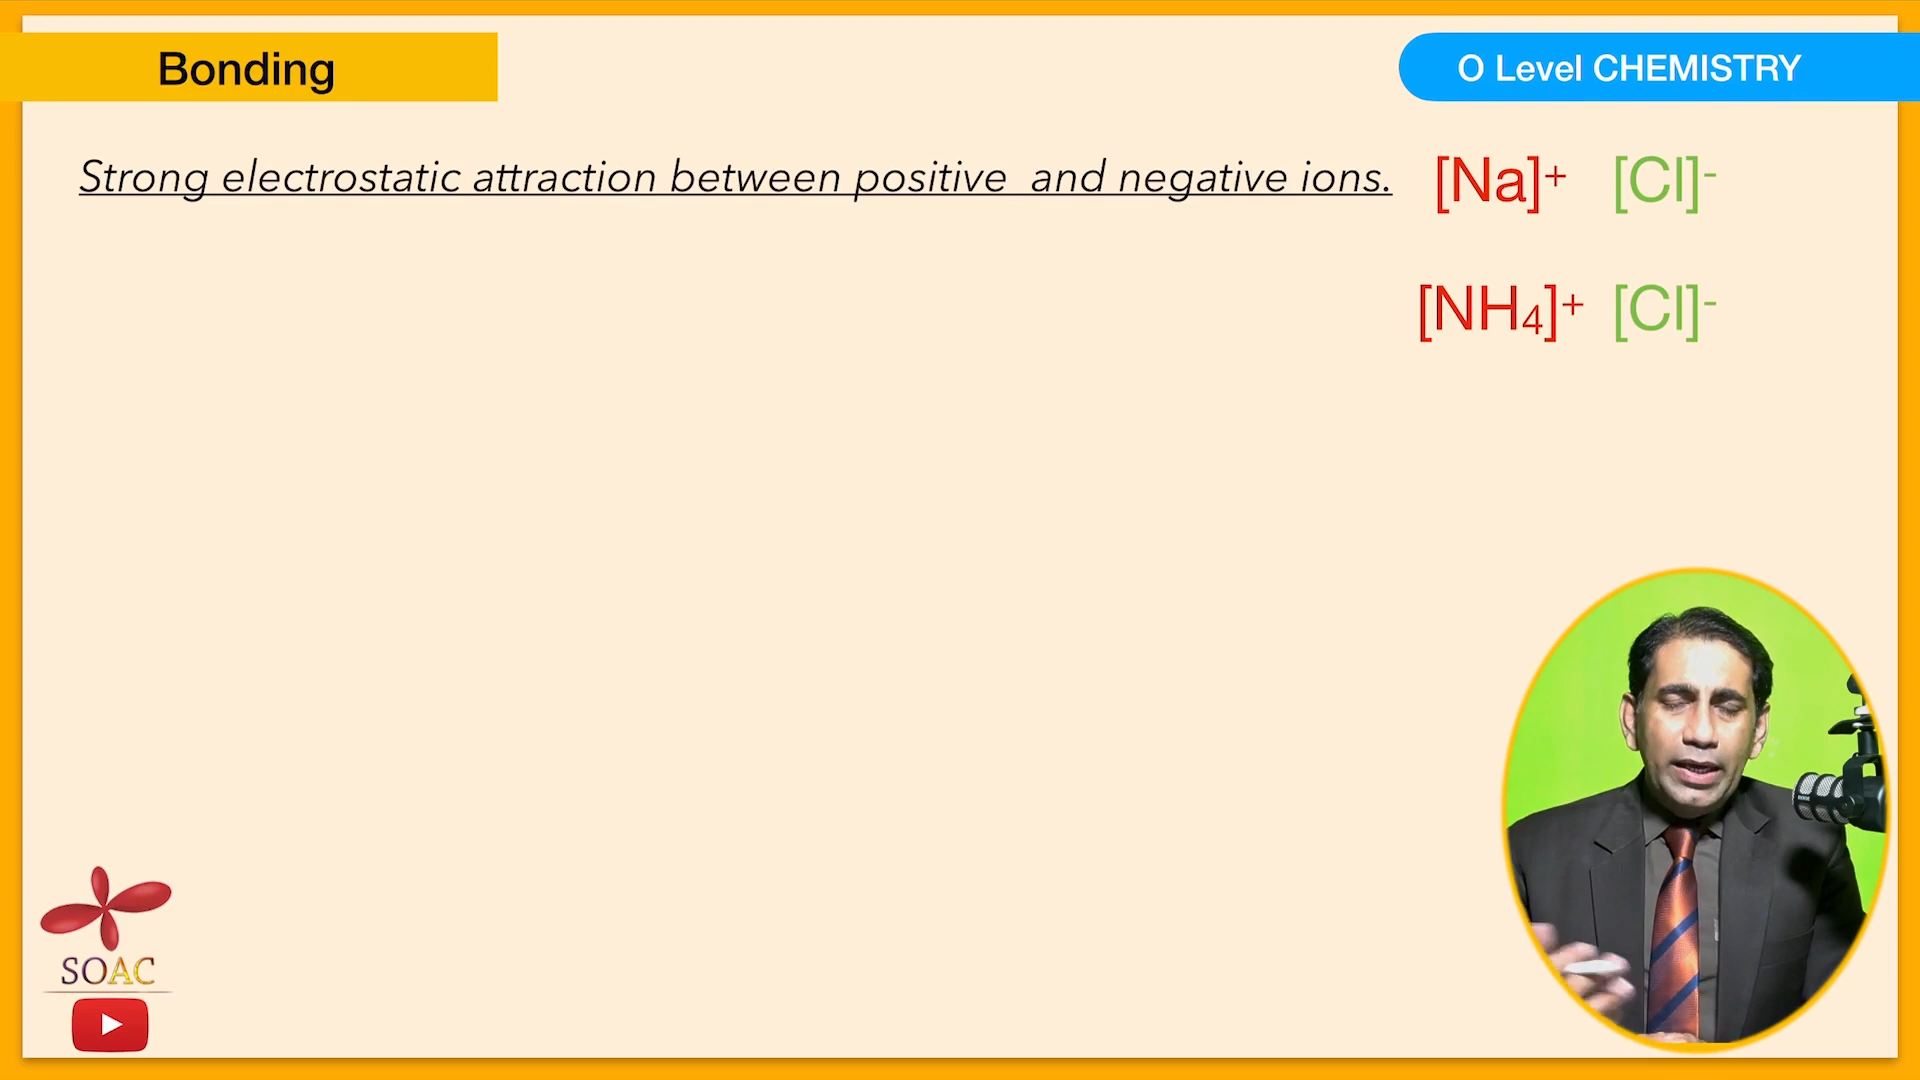 Bonding
O Level CHEMISTRY
Strong electrostatic attraction between positive and negative ions. [Na]⁺ [Cl]⁻
[NH₄]⁺ [Cl]⁻
SOAC